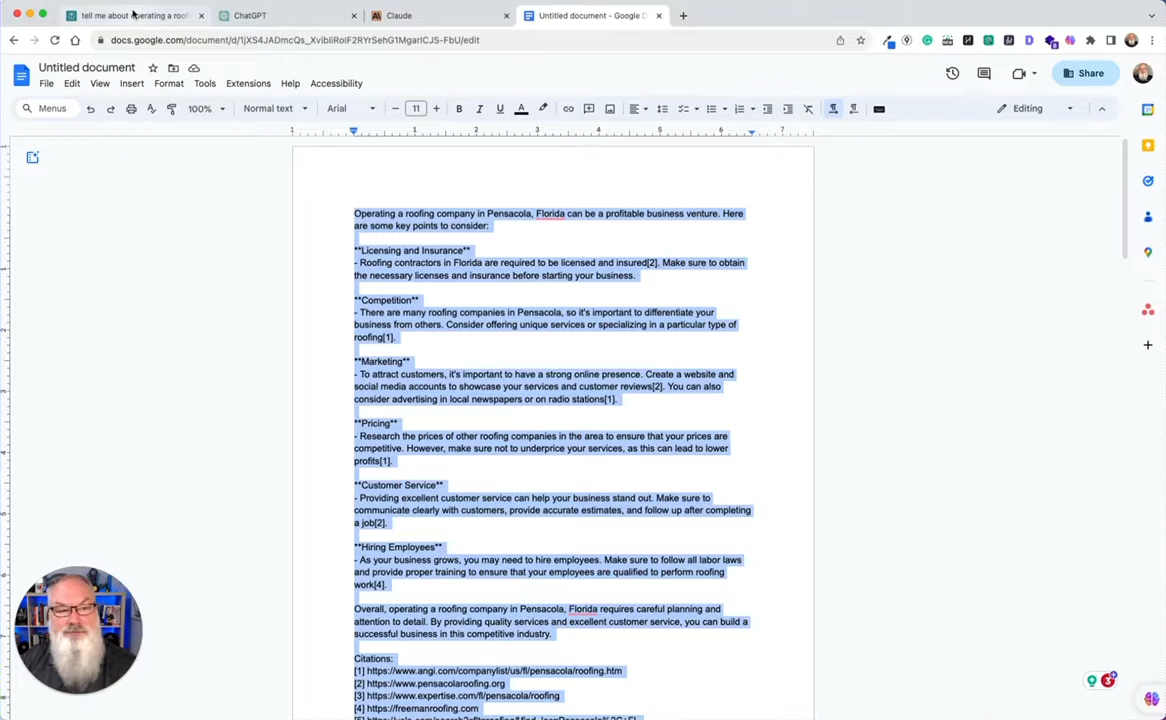 tell me about operating a roof
ChatGPT
Claude
Untitled document - Google D
docs.google.com/document/d/1jXS4JADmcQs_XvibIiRolF2RYrSehG1MgarlCJS-FbU/edit
Untitled document
File Edit View Insert Format Extensions Tools Help Accessibility
Share
Menus 100% Normal text Arial 11 B I U A Editing
1 1 2 3 4 5 6 7
Operating a roofing company in Pensacola, Florida can be a profitable business venture. Here
are some key points to consider:
**Licensing and Insurance**
- Roofing contractors in Florida are required to be licensed and insured[2]. Make sure to obtain
the necessary licenses and insurance before starting your business.
**Competition**
- There are many roofing companies in Pensacola, so it's important to differentiate your
business from others. Consider offering unique services or specializing in a particular type of
roofing[1].
**Marketing**
- To attract customers, it's important to have a strong online presence. Create a website and
social media accounts to showcase your services and customer reviews[2]. You can also
consider advertising in local newspapers or on radio stations[1].
**Pricing**
- Research the prices of other roofing companies in the area to ensure that your prices are
competitive. However, make sure not to underprice your services, as this can lead to lower
profits[1].
**Customer Service**
- Providing excellent customer service can help your business stand out. Make sure to
communicate clearly with customers, provide accurate estimates, and follow up after completing
a job[2].
**Hiring Employees**
- As your business grows, you may need to hire employees. Make sure to follow all labor laws
and provide proper training to ensure that your employees are qualified to perform roofing
work[4].
Overall, operating a roofing company in Pensacola, Florida requires careful planning and
attention to detail. By providing quality services and excellent customer service, you can build a
successful business in this competitive industry.
Citations:
[1] https://www.angi.com/companylist/us/fl/pensacola/roofing.htm
[2] https://www.pensacolaroofing.org
[3] https://www.expertise.com/fl/pensacola/roofing
[4] https://freemanroofing.com